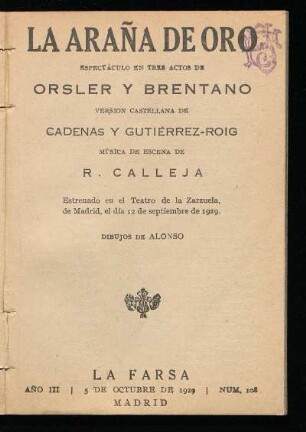 LA ARAÑA DE ORO
ESPECTÁCULO EN TRES ACTOS DE
ORSLER Y BRENTANO
VERSION CASTELLANA DE
CADENAS Y GUTIÉRREZ-ROIG
MÚSICA DE ESCENA DE
R. CALLEJA
Estrenado en el Teatro de la Zarzuela,
de Madrid, el día 12 de septiembre de 1929.
DIBUJOS DE ALONSO
LA FARSA
AÑO III | 5 DE OCTUBRE DE 1929 | NUM. 108
MADRID